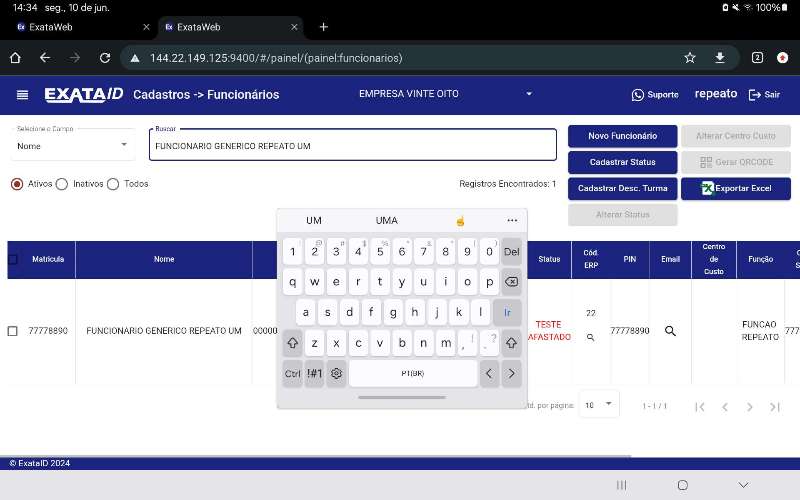 14:34 seg., 10 de jun. 100%
ExataWeb
ExataWeb
144.22.149.125:9400/#/painel/(painel:funcionarios) 2
EXATAID Cadastros -> Funcionários EMPRESA VINTE OITO Suporte repeato Sair
Selecione o Campo
Nome
Buscar
FUNCIONARIO GENERICO REPEATO UM
Novo Funcionário Alterar Centro Custo
Cadastrar Status Gerar QRCODE
Cadastrar Desc. Turma Exportar Excel
Alterar Status
Ativos Inativos Todos Registros Encontrados: 1
UM UMA ☝ ...
1 2 3 4 5 6 7 8 9 0 Del
q w e r t y u i o p
a s d f g h j k l Ir
z x c v b n m , ! . ?
Ctrl !#1 PT(BR) < >
Matricula Nome Status Cód. ERP PIN Email Centro de Custo Função
77778890 FUNCIONARIO GENERICO REPEATO UM 00000 TESTE AFASTADO 22 77778890 FUNCAO REPEATO
por página: 10 1 - 1 / 1
© ExataID 2024